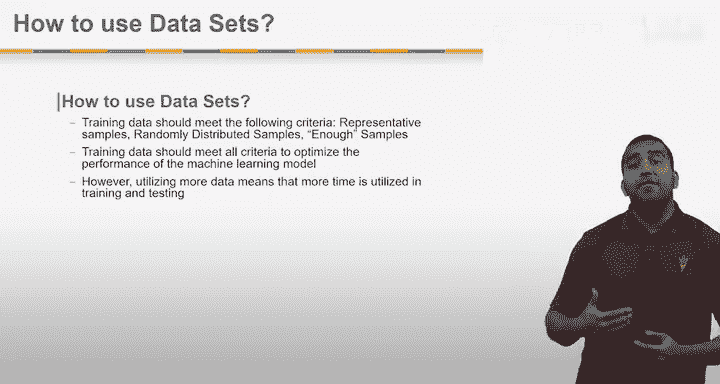 How to use Data Sets?
How to use Data Sets?
– Training data should meet the following criteria: Representative
samples, Randomly Distributed Samples, “Enough” Samples
– Training data should meet all criteria to optimize the
performance of the machine learning model
– However, utilizing more data means that more time is utilized in
training and testing